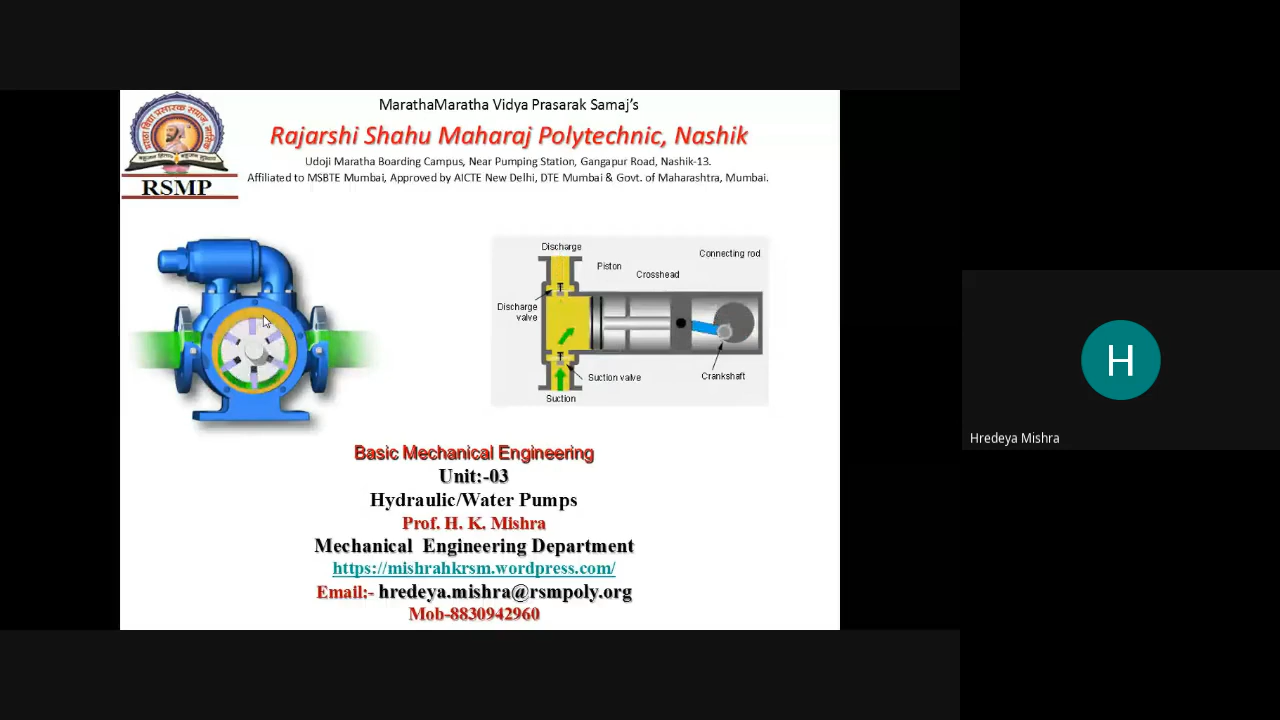 MarathaMaratha Vidya Prasarak Samaj's
Rajarshi Shahu Maharaj Polytechnic, Nashik
Udoji Maratha Boarding Campus, Near Pumping Station, Gangapur Road, Nashik-13.
Affiliated to MSBTE Mumbai, Approved by AICTE New Delhi, DTE Mumbai & Govt. of Maharashtra, Mumbai.
RSMP
Discharge
Piston
Crosshead
Connecting rod
Discharge
valve
Suction valve
Crankshaft
Suction
Basic Mechanical Engineering
Unit:-03
Hydraulic/Water Pumps
Prof. H. K. Mishra
Mechanical Engineering Department
https://mishrahkrsm.wordpress.com/
Email:- hredeya.mishra@rsmpoly.org
Mob-8830942960
H
Hredeya Mishra